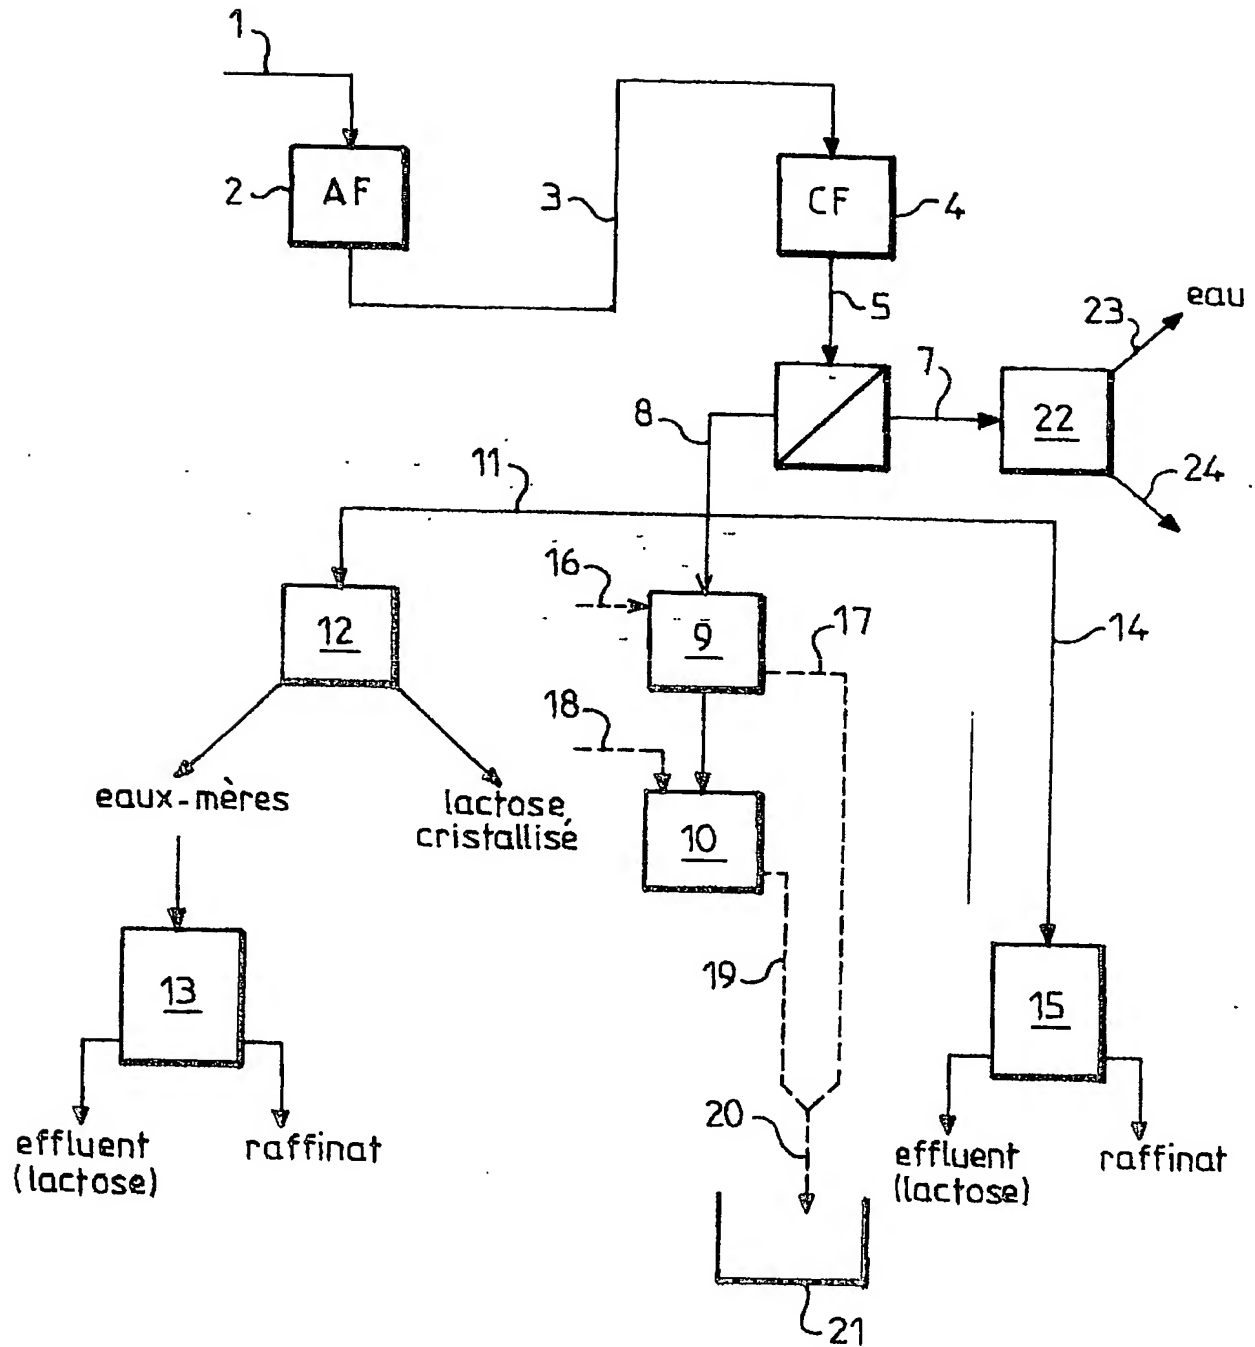 1
2
AF
3
CF
4
5
eau
23
7
8
22
24
11
16
12
9
17
14
18
eaux-mères
lactose
cristallisé
10
13
19
15
20
effluent
(lactose)
raffinat
effluent
(lactose)
raffinat
21